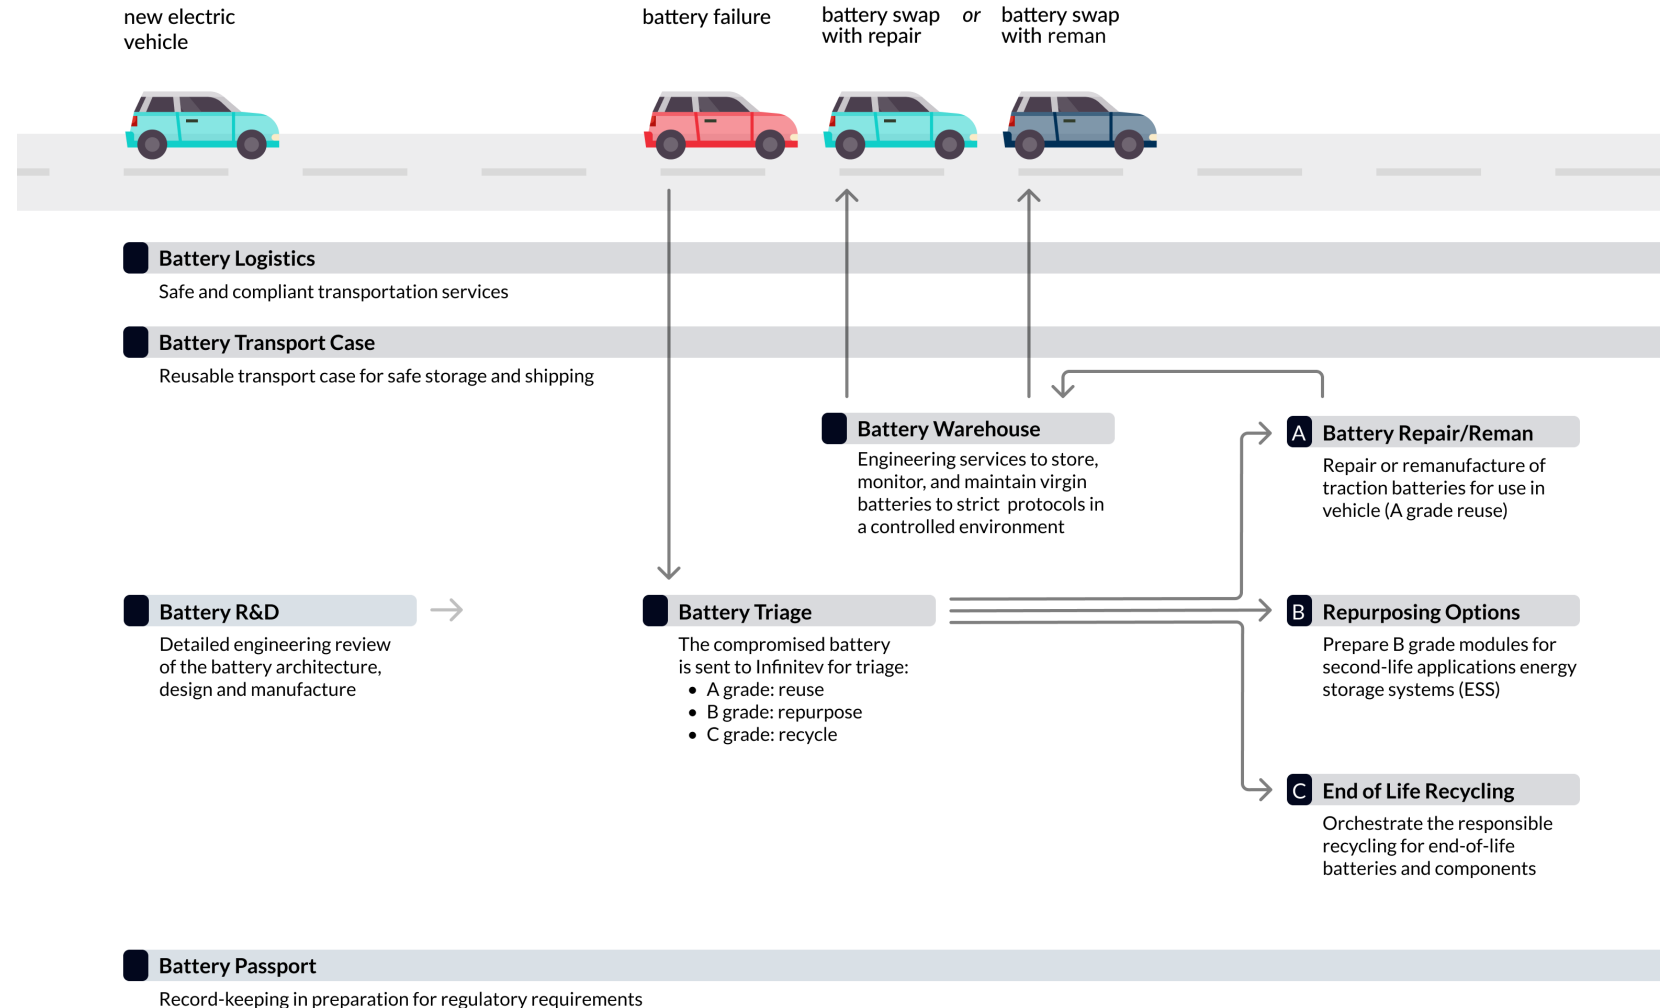 new electric
vehicle
battery failure
battery swap
with repair
or
battery swap
with reman
Battery Logistics
Safe and compliant transportation services
Battery Transport Case
Reusable transport case for safe storage and shipping
Battery Warehouse
Engineering services to store,
monitor, and maintain virgin
batteries to strict protocols in
a controlled environment
A Battery Repair/Reman
Repair or remanufacture of
traction batteries for use in
vehicle (A grade reuse)
Battery R&D
Detailed engineering review
of the battery architecture,
design and manufacture
Battery Triage
The compromised battery
is sent to Infinitev for triage:
• A grade: reuse
• B grade: repurpose
• C grade: recycle
B Repurposing Options
Prepare B grade modules for
second-life applications energy
storage systems (ESS)
C End of Life Recycling
Orchestrate the responsible
recycling for end-of-life
batteries and components
Battery Passport
Record-keeping in preparation for regulatory requirements